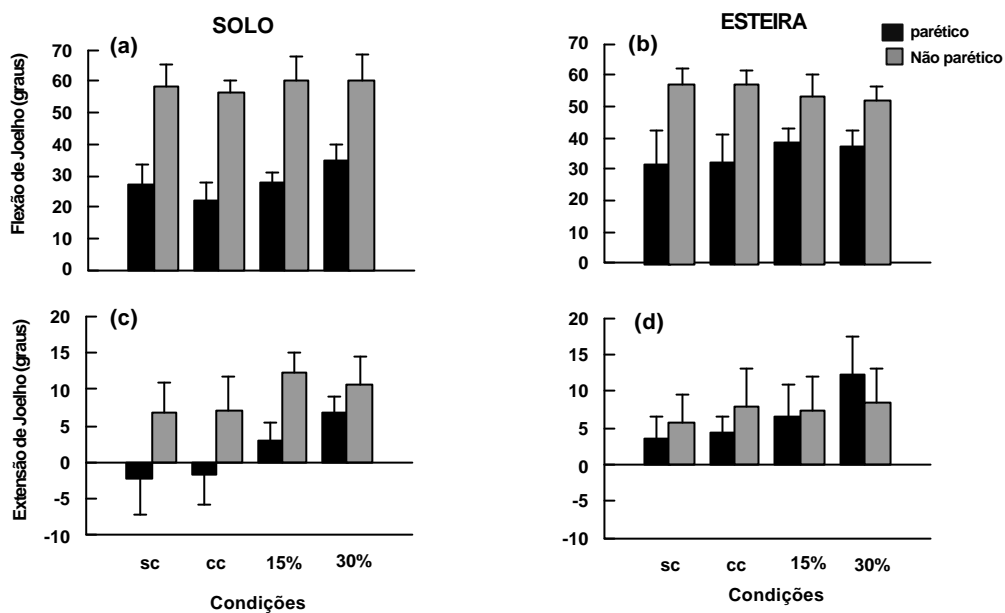 SOLO
ESTEIRA
parético
Não parético
(a)
(b)
Flexão de Joelho (graus)
70
60
50
40
30
20
10
0
70
60
50
40
30
20
10
0
(c)
(d)
Extensão de Joelho (graus)
20
15
10
5
0
-5
-10
20
15
10
5
0
-5
-10
sc cc 15% 30%
Condições
sc cc 15% 30%
Condições